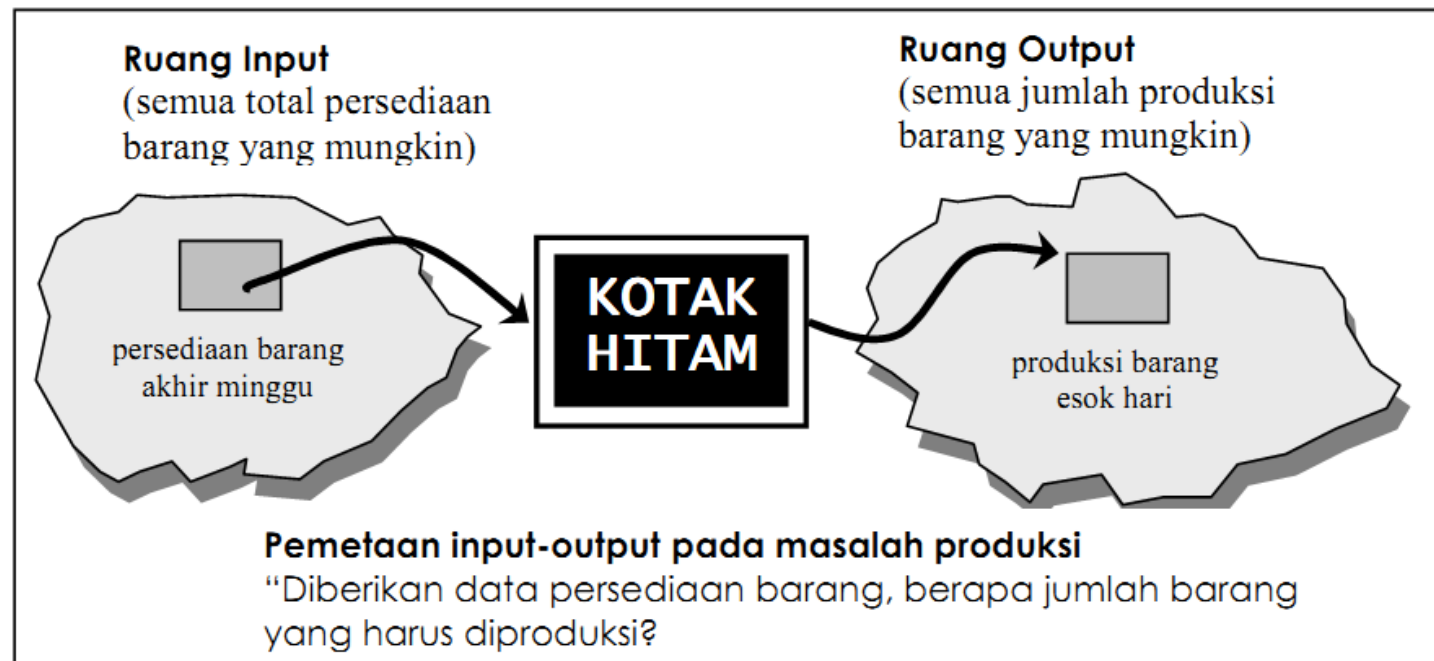 Ruang Input
(semua total persediaan
barang yang mungkin)
Ruang Output
(semua jumlah produksi
barang yang mungkin)
persediaan barang
akhir minggu
KOTAK
HITAM
produksi barang
esok hari
Pemetaan input-output pada masalah produksi
“Diberikan data persediaan barang, berapa jumlah barang
yang harus diproduksi?